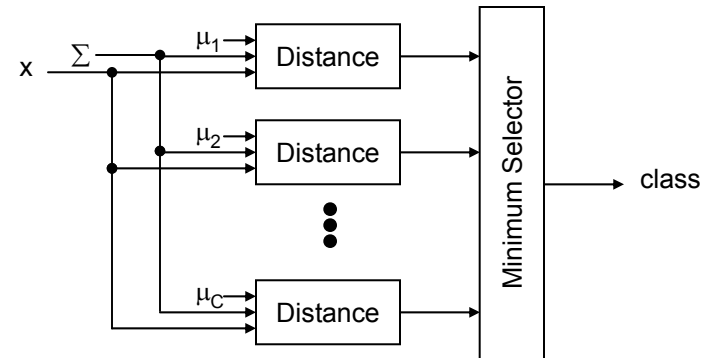 x
∑
μ1
Distance
μ2
Distance
μC
Distance
Minimum Selector
class